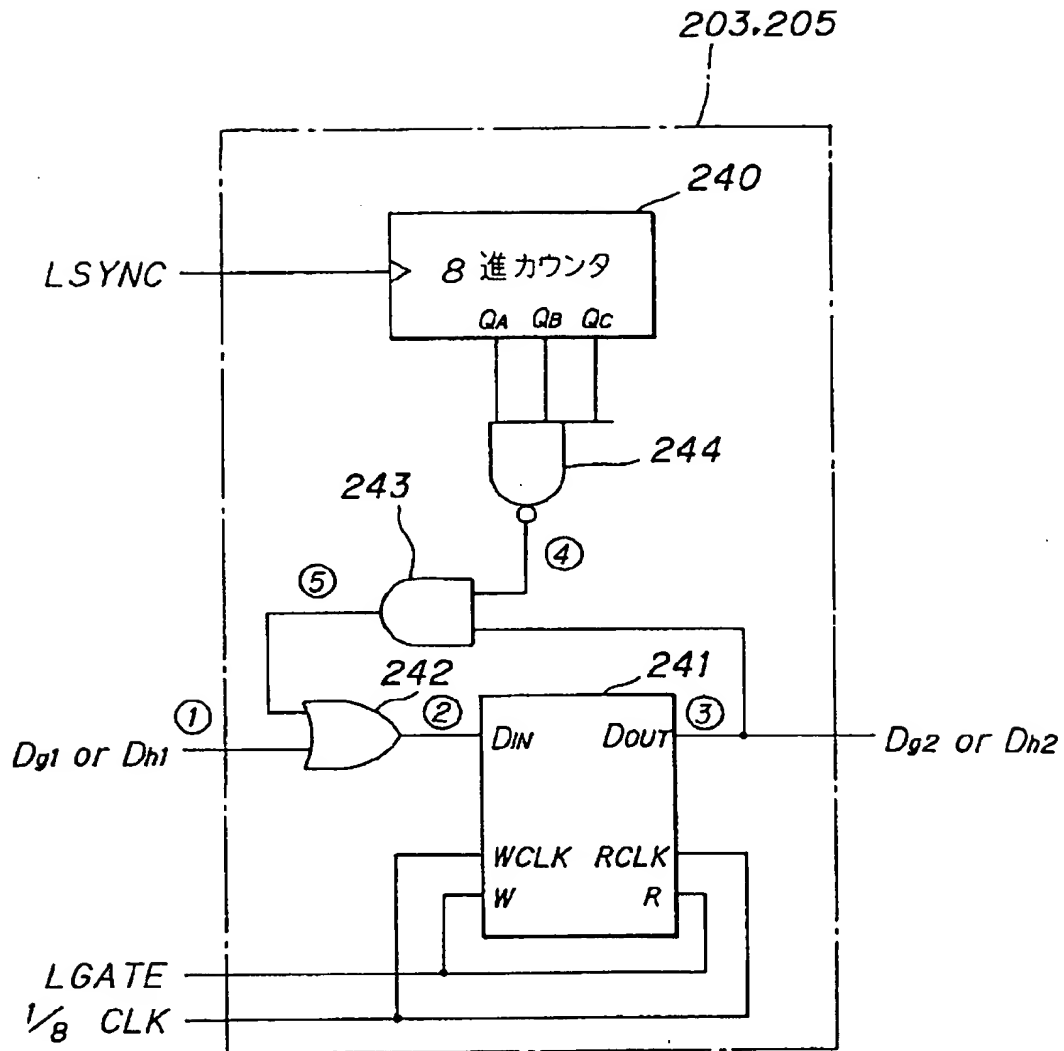 203.205
240
LSYNC
8 進カウンタ
QA QB QC
244
243
④
⑤
242
241
①
②
③
Dg1 or Dh1
DIN DOUT
Dg2 or Dh2
WCLK RCLK
W R
LGATE
1/8 CLK